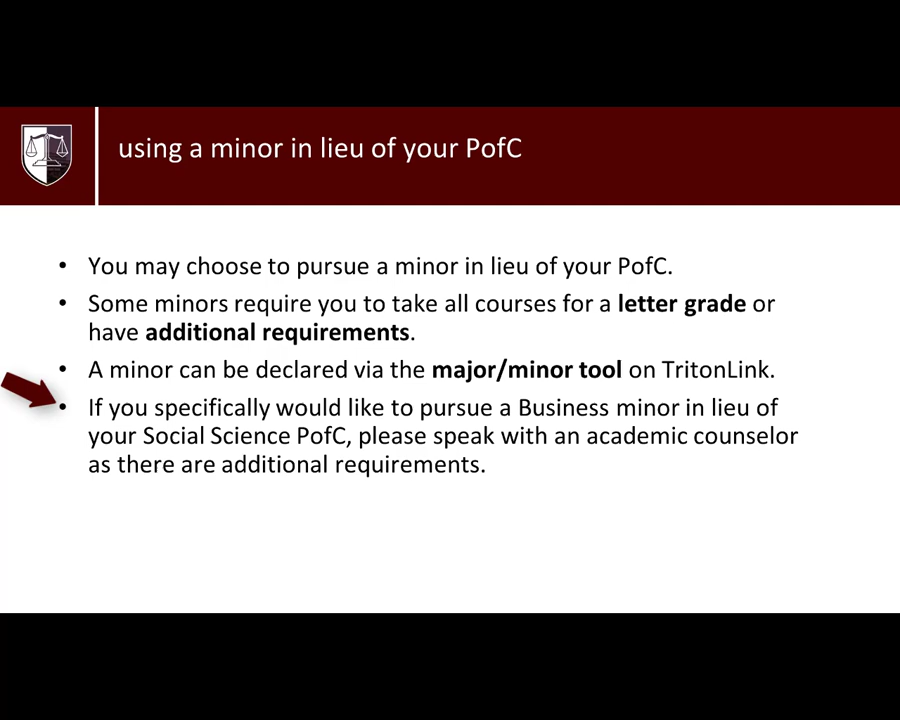 using a minor in lieu of your PofC
• You may choose to pursue a minor in lieu of your PofC.
• Some minors require you to take all courses for a letter grade or
have additional requirements.
• A minor can be declared via the major/minor tool on TritonLink.
• If you specifically would like to pursue a Business minor in lieu of
your Social Science PofC, please speak with an academic counselor
as there are additional requirements.